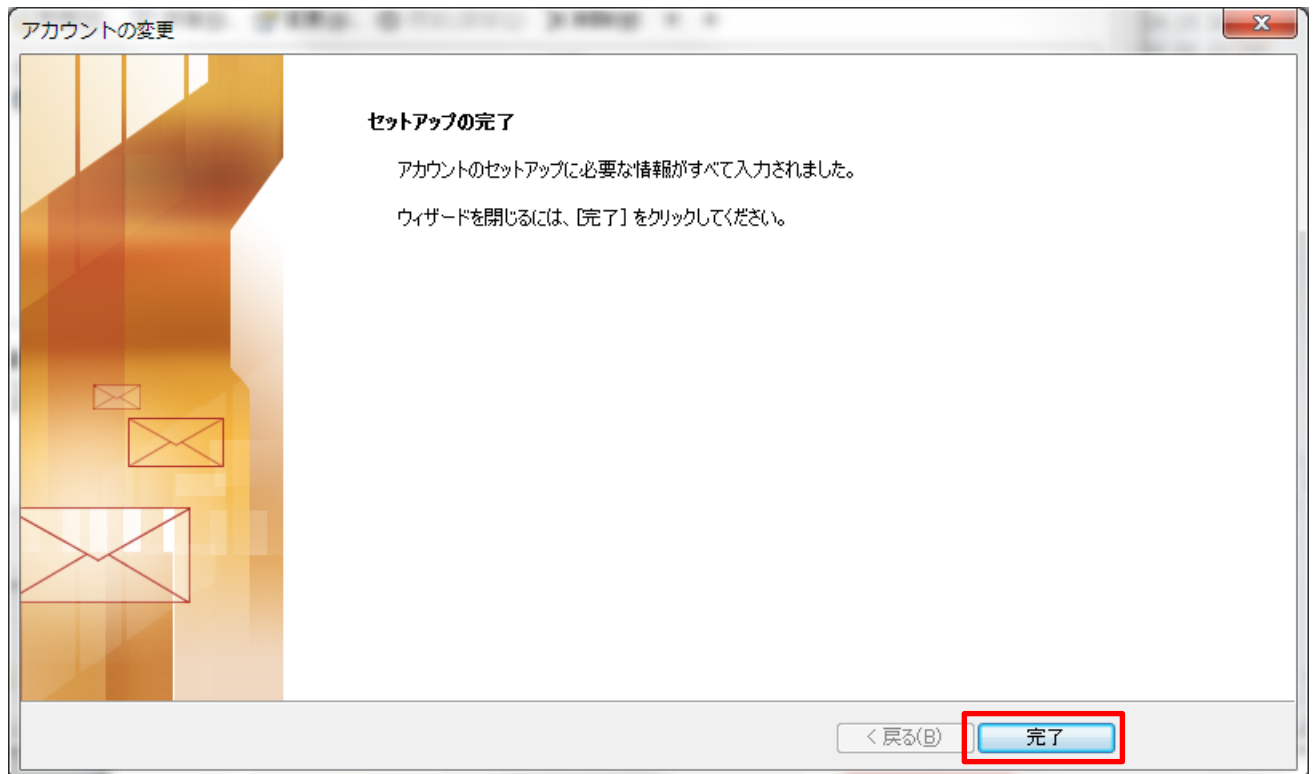 アカウントの変更
セットアップの完了
アカウントのセットアップに必要な情報がすべて入力されました。
ウィザードを閉じるには、[完了] をクリックしてください。
< 戻る(B)
完了